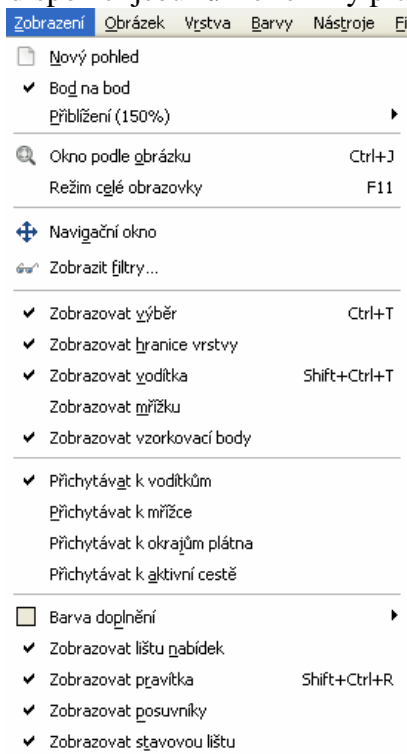 Zobrazení Obrázek Vrstva Barvy Nástroje
Nový pohled
Bod na bod
Přiblížení (150%)
Okno podle obrázku Ctrl+J
Režim celé obrazovky F11
Navigační okno
Zobrazit filtry...
Zobrazovat výběr Ctrl+T
Zobrazovat hranice vrstvy
Zobrazovat vodítka Shift+Ctrl+T
Zobrazovat mřížku
Zobrazovat vzorkovací body
Přichytávat k vodítkům
Přichytávat k mřížce
Přichytávat k okrajům plátna
Přichytávat k aktivní cestě
Barva doplnění
Zobrazovat lištu nabídek
Zobrazovat pravítka Shift+Ctrl+R
Zobrazovat posuvníky
Zobrazovat stavovou lištu